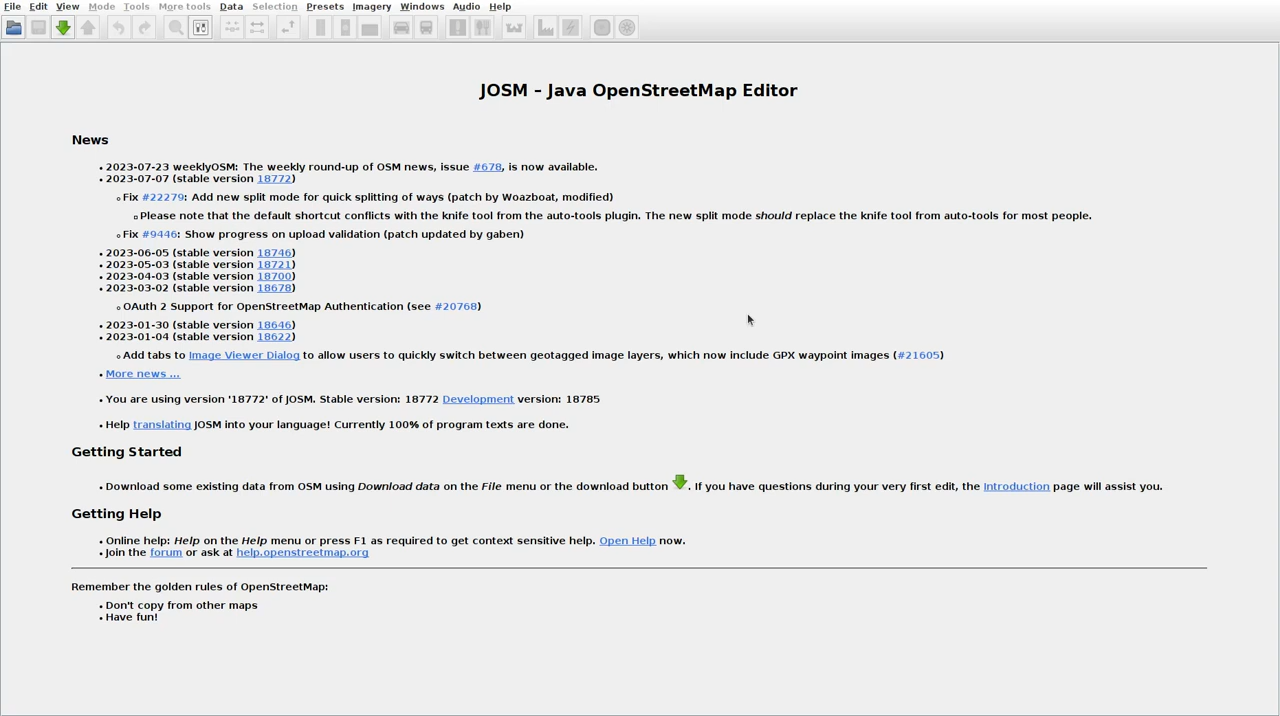 File Edit View Mode Tools More tools Data Selection Presets Imagery Windows Audio Help
JOSM – Java OpenStreetMap Editor
News
2023-07-23 weeklyOSM: The weekly round-up of OSM news, issue #678, is now available.
2023-07-07 (stable version 18772)
Fix #22279: Add new split mode for quick splitting of ways (patch by Woazboat, modified)
Please note that the default shortcut conflicts with the knife tool from the auto-tools plugin. The new split mode should replace the knife tool from auto-tools for most people.
Fix #9446: Show progress on upload validation (patch updated by gaben)
2023-06-05 (stable version 18746)
2023-05-03 (stable version 18721)
2023-04-03 (stable version 18700)
2023-03-02 (stable version 18678)
OAuth 2 Support for OpenStreetMap Authentication (see #20768)
2023-01-30 (stable version 18646)
2023-01-04 (stable version 18622)
Add tabs to Image Viewer Dialog to allow users to quickly switch between geotagged image layers, which now include GPX waypoint images (#21605)
More news ...
You are using version '18772' of JOSM. Stable version: 18772 Development version: 18785
Help translating JOSM into your language! Currently 100% of program texts are done.
Getting Started
Download some existing data from OSM using Download data on the File menu or the download button . If you have questions during your very first edit, the Introduction page will assist you.
Getting Help
Online help: Help on the Help menu or press F1 as required to get context sensitive help. Open Help now.
Join the forum or ask at help.openstreetmap.org
Remember the golden rules of OpenStreetMap:
Don't copy from other maps
Have fun!